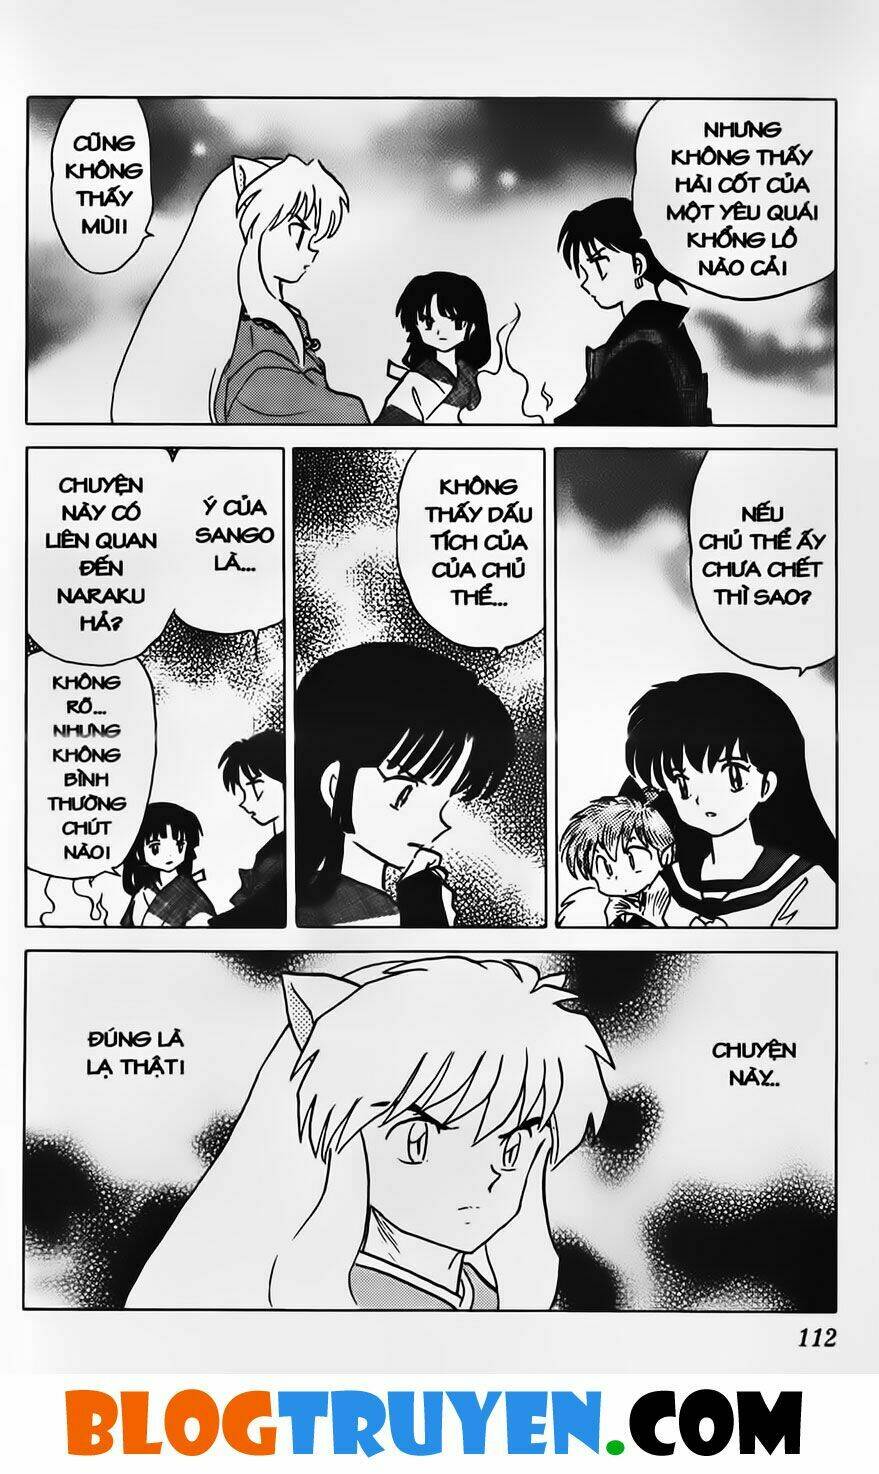 NHƯNG
KHÔNG THẤY
HÀI CỐT CỦA
MỘT YÊU QUÁI
KHỔNG LỒ
NÀO CẢ!
CŨNG
KHÔNG
THẤY
MÙI!
NẾU
CHỦ THỂ ẤY
CHƯA CHẾT
THÌ SAO?
KHÔNG
THẤY DẤU
TÍCH CỦA
CỦA CHỦ
THỂ...
Ý CỦA
SANGO
LÀ...
CHUYỆN
NÀY CÓ
LIÊN QUAN
ĐẾN
NARAKU
HẢ?
KHÔNG
RÕ...
NHƯNG
KHÔNG
BÌNH
THƯỜNG
CHÚT
NÀO!
CHUYỆN
NÀY...
ĐÚNG LÀ
LẠ THẬT!
112
BLOGTRUYEN.COM